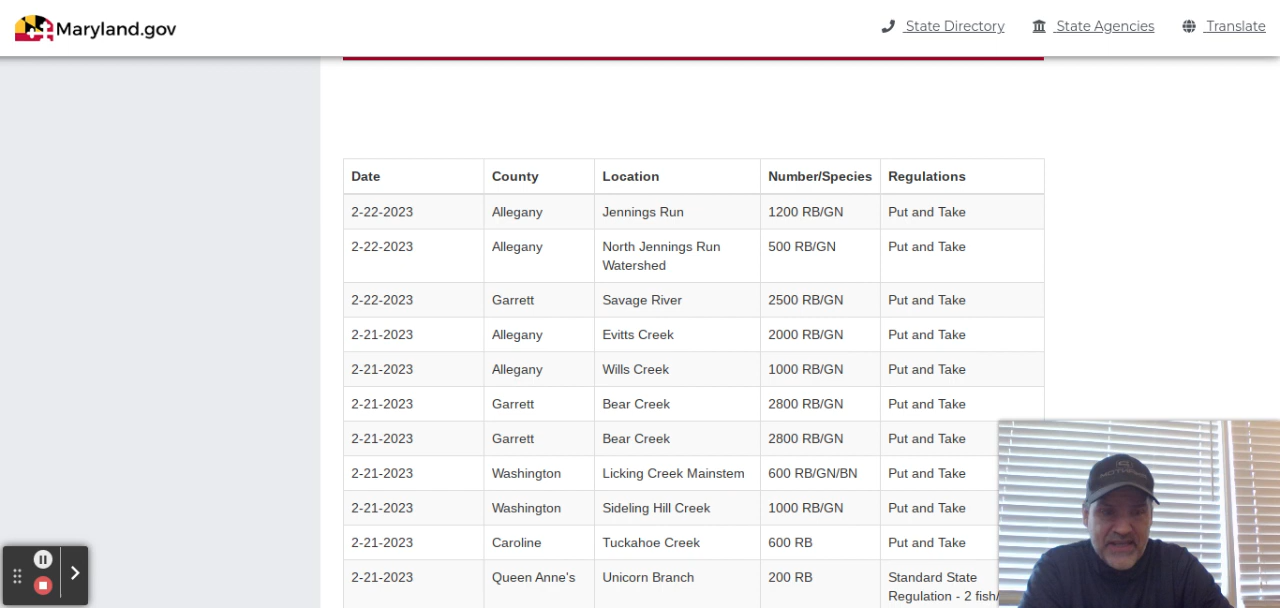 Maryland.gov
State Directory
State Agencies
Translate
Date County Location Number/Species Regulations
2-22-2023 Allegany Jennings Run 1200 RB/GN Put and Take
2-22-2023 Allegany North Jennings Run 500 RB/GN Put and Take
Watershed
2-22-2023 Garrett Savage River 2500 RB/GN Put and Take
2-21-2023 Allegany Evitts Creek 2000 RB/GN Put and Take
2-21-2023 Allegany Wills Creek 1000 RB/GN Put and Take
2-21-2023 Garrett Bear Creek 2800 RB/GN Put and Take
2-21-2023 Garrett Bear Creek 2800 RB/GN Put and Take
2-21-2023 Washington Licking Creek Mainstem 600 RB/GN/BN Put and Take
2-21-2023 Washington Sideling Hill Creek 1000 RB/GN Put and Take
2-21-2023 Caroline Tuckahoe Creek 600 RB Put and Take
2-21-2023 Queen Anne's Unicorn Branch 200 RB Standard State
Regulation - 2 fish/